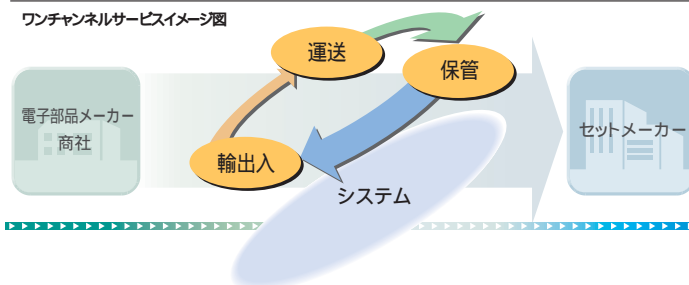 ワンチャンネルサービスイメージ図
運送
保管
電子部品メーカー
商社
セットメーカー
輸出入
システム